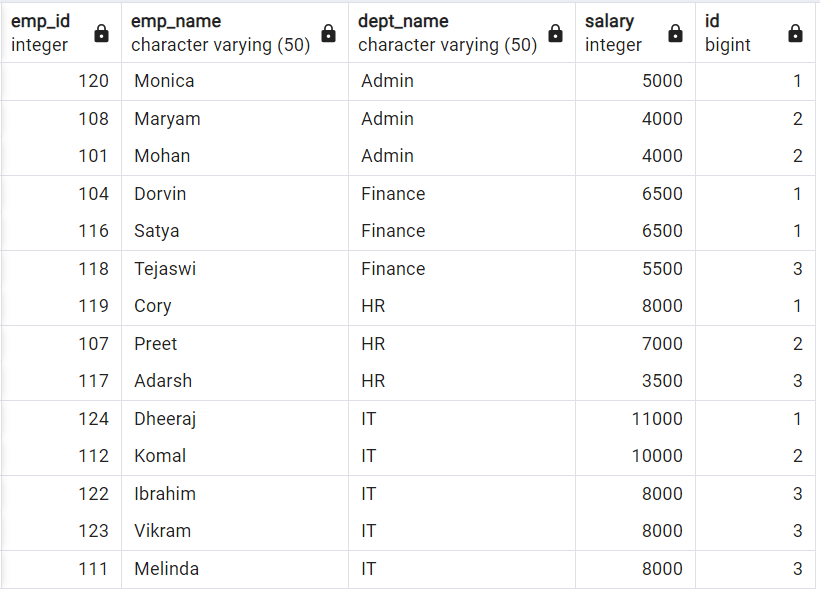 emp_id emp_name dept_name salary id
integer character varying (50) character varying (50) integer bigint
120 Monica Admin 5000 1
108 Maryam Admin 4000 2
101 Mohan Admin 4000 2
104 Dorvin Finance 6500 1
116 Satya Finance 6500 1
118 Tejaswi Finance 5500 3
119 Cory HR 8000 1
107 Preet HR 7000 2
117 Adarsh HR 3500 3
124 Dheeraj IT 11000 1
112 Komal IT 10000 2
122 Ibrahim IT 8000 3
123 Vikram IT 8000 3
111 Melinda IT 8000 3